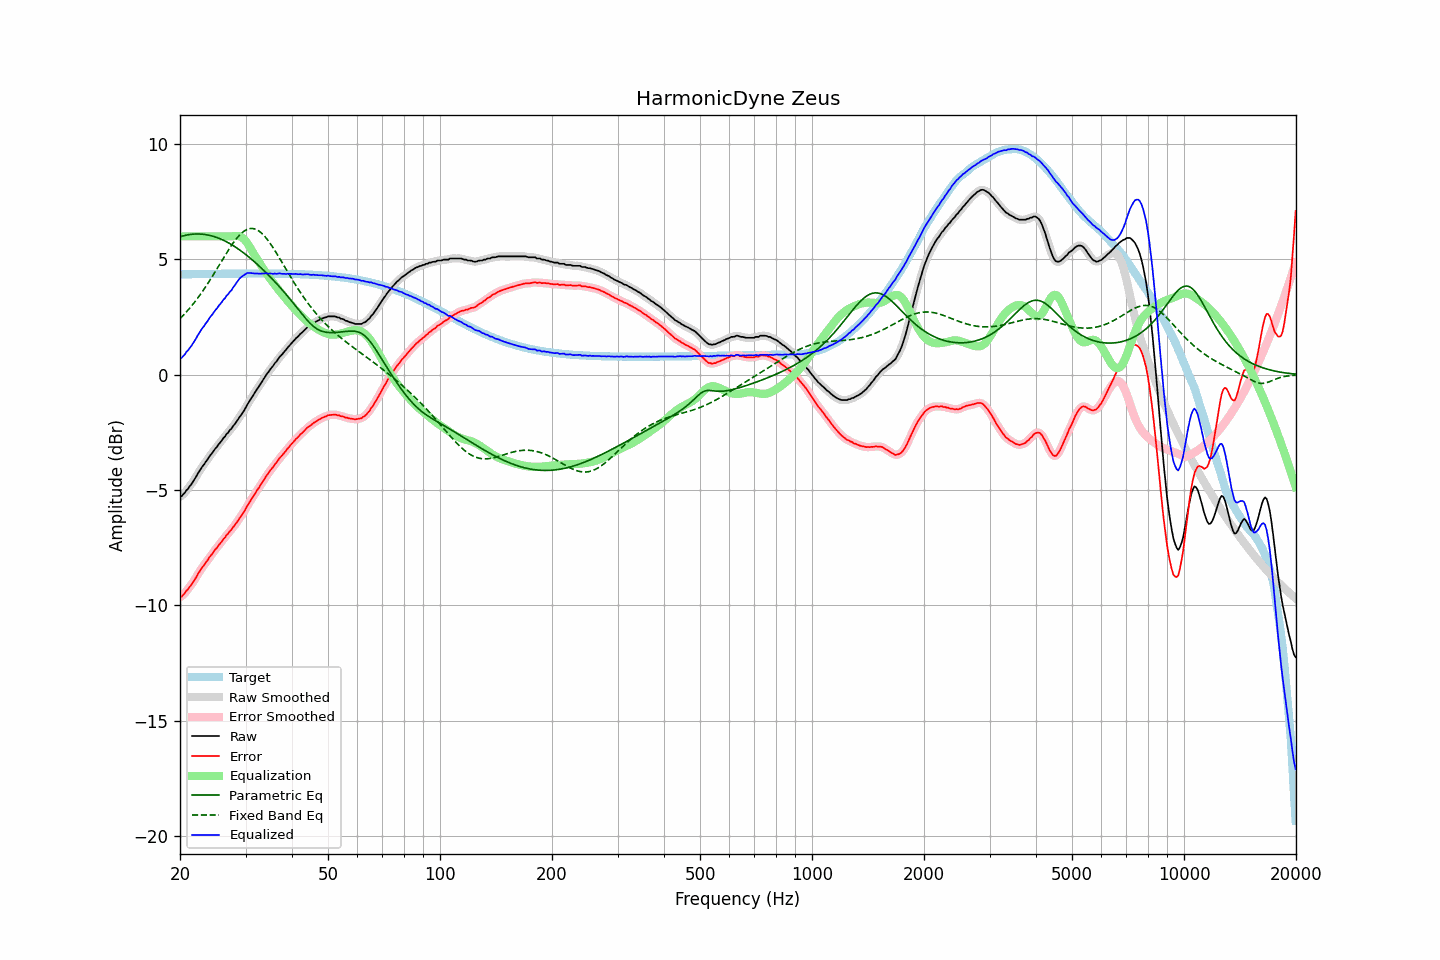 HarmonicDyne Zeus
Amplitude (dBr)
10
5
0
−5
−10
−15
−20
Target
Raw Smoothed
Error Smoothed
Raw
Error
Equalization
Parametric Eq
Fixed Band Eq
Equalized
20 50 100 200 500 1000 2000 5000 10000 20000
Frequency (Hz)